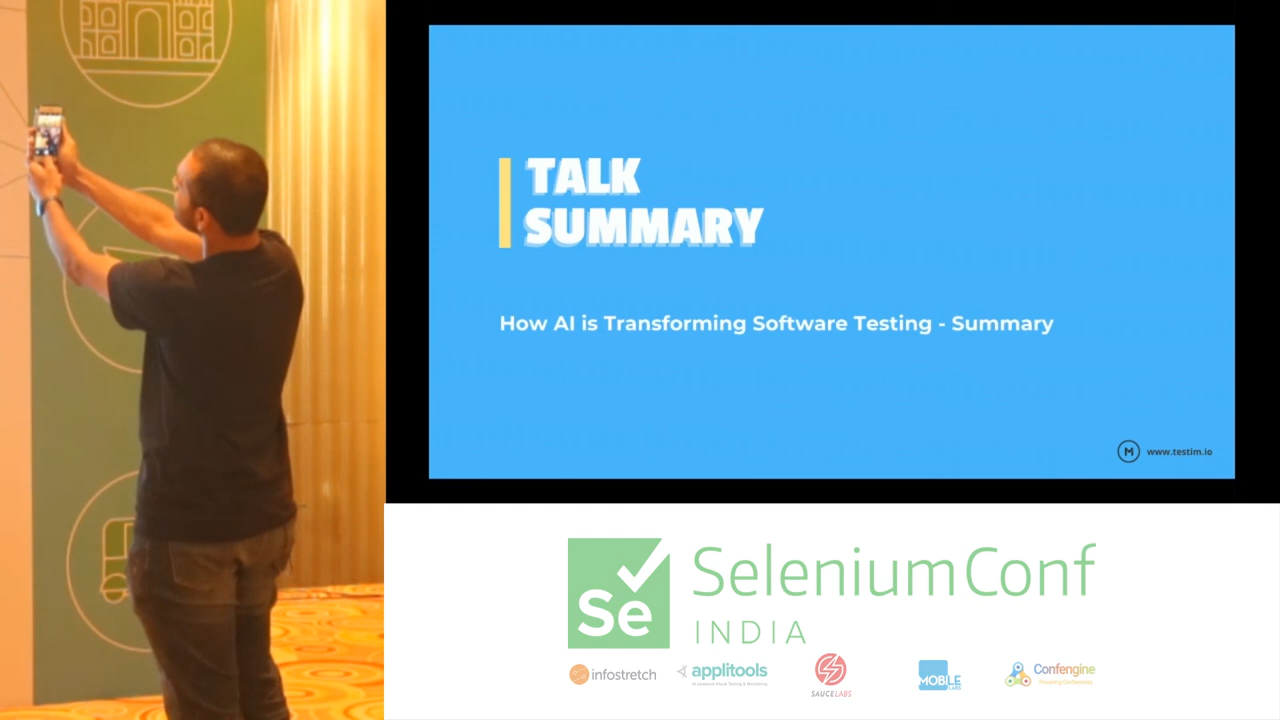 TALK
SUMMARY
How AI is Transforming Software Testing - Summary
M www.testim.io
Se SeleniumConf
INDIA
infostretch
applitools
SAUCELABS
MOBILE
LABS
Confengine